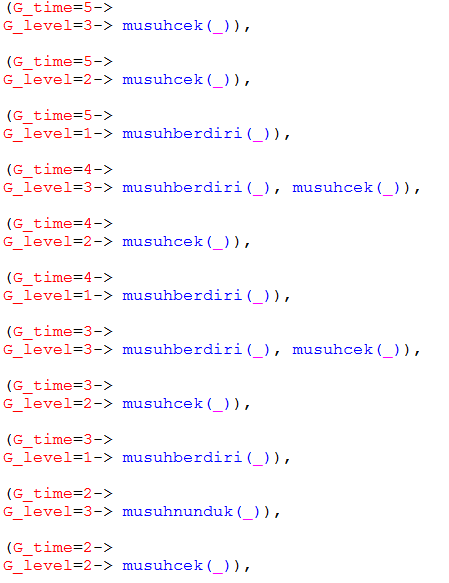 (G_time=5->
G_level=3-> musuhcek(_)),
(G_time=5->
G_level=2-> musuhcek(_)),
(G_time=5->
G_level=1-> musuhberdiri(_)),
(G_time=4->
G_level=3-> musuhberdiri(_), musuhcek(_)),
(G_time=4->
G_level=2-> musuhcek(_)),
(G_time=4->
G_level=1-> musuhberdiri(_)),
(G_time=3->
G_level=3-> musuhberdiri(_), musuhcek(_)),
(G_time=3->
G_level=2-> musuhcek(_)),
(G_time=3->
G_level=1-> musuhberdiri(_)),
(G_time=2->
G_level=3-> musuhnunduk(_)),
(G_time=2->
G_level=2-> musuhcek(_)),